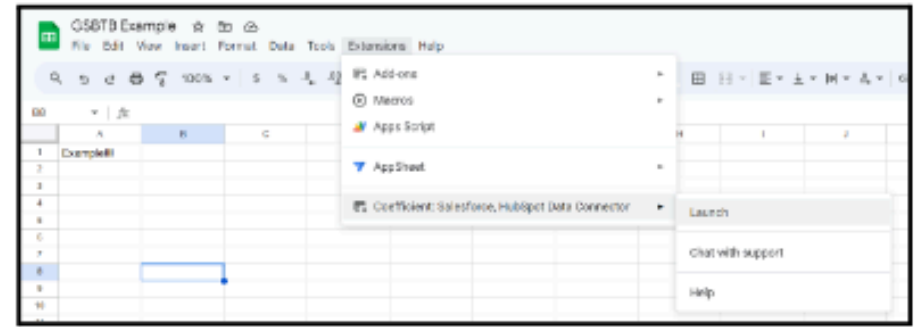 GSBTB Example
File Edit View Insert Format Data Tools Extensions Help
100% $ %
Add-ons
Macros
Apps Script
AppSheet
Coefficient: Salesforce, HubSpot Data Connector
Launch
Chat with support
Help
B8 fx
A B C H I J
1 Example!!!
2
3
4
5
6
7
8
9
10